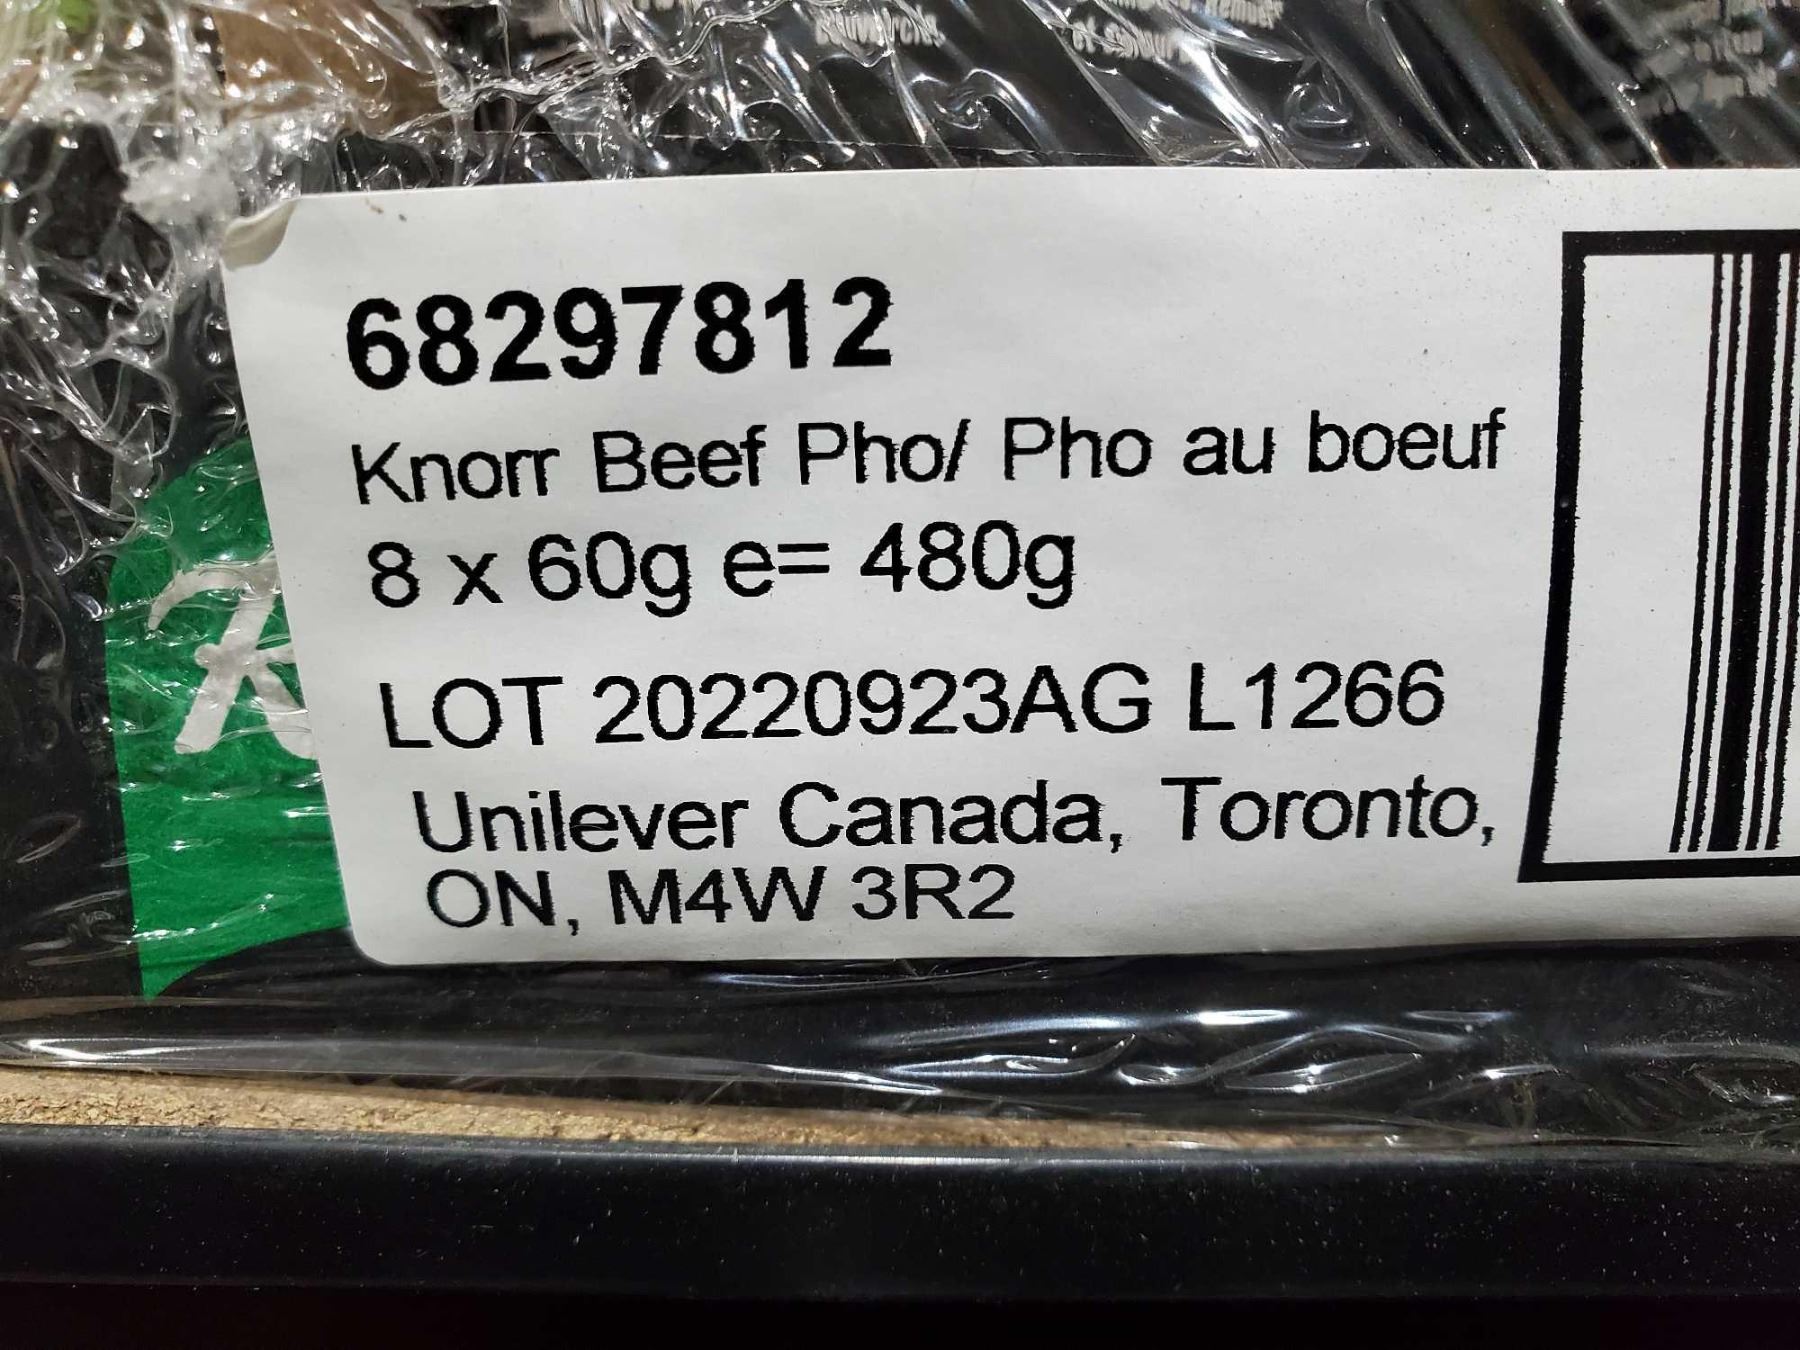 68297812
Knorr Beef Pho/ Pho au boeuf
8 x 60g e= 480g
LOT 20220923AG L1266
Unilever Canada, Toronto,
ON, M4W 3R2